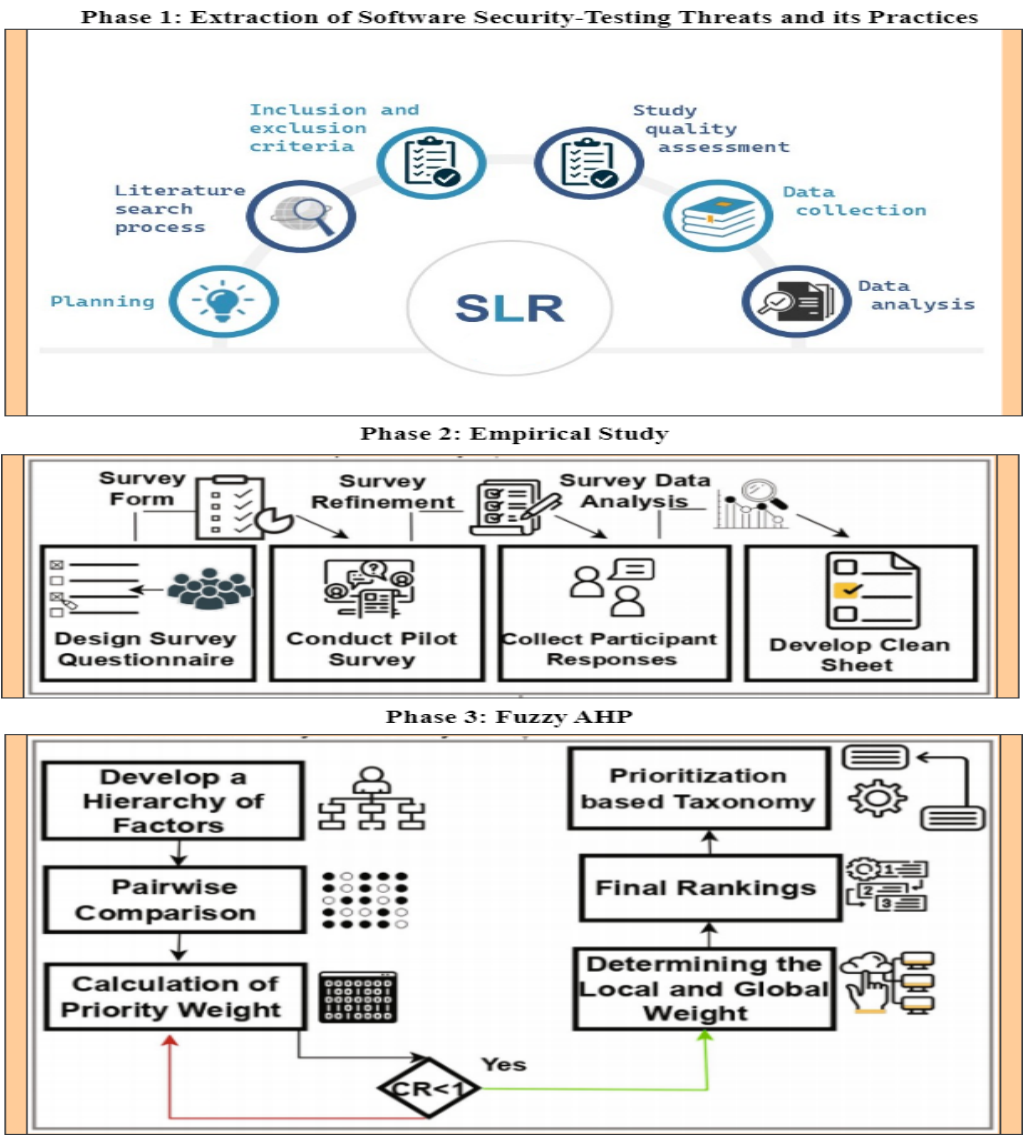 Phase 1: Extraction of Software Security-Testing Threats and its Practices
Inclusion and
exclusion
criteria
Study
quality
assessment
Literature
search
process
Data
collection
Planning
Data
analysis
SLR
Phase 2: Empirical Study
Survey
Form
Survey
Refinement
Survey Data
Analysis
Design Survey
Questionnaire
Conduct Pilot
Survey
Collect Participant
Responses
Develop Clean
Sheet
Phase 3: Fuzzy AHP
Develop a
Hierarchy of
Factors
Pairwise
Comparison
Calculation of
Priority Weight
CR<1
Yes
Determining the
Local and Global
Weight
Final Rankings
1
2
3
Prioritization
based Taxonomy